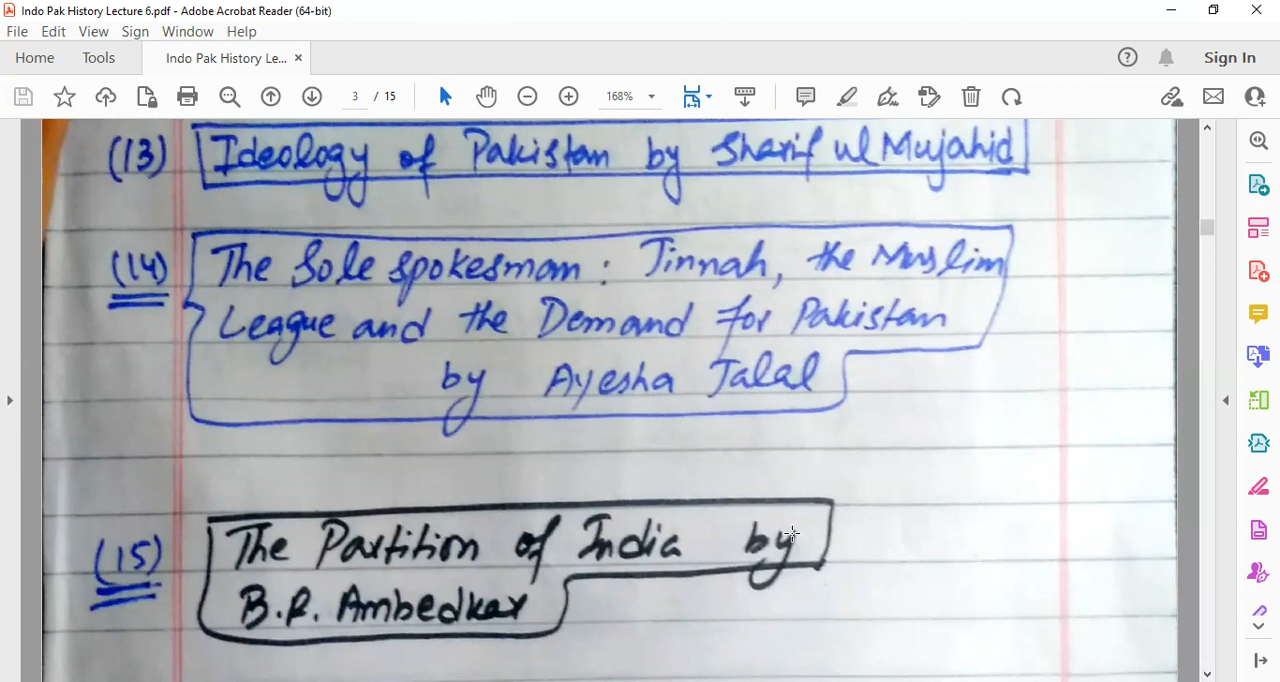 Indo Pak History Lecture 6.pdf - Adobe Acrobat Reader (64-bit)
File Edit View Sign Window Help
Home Tools Indo Pak History Le... × Sign In
3 / 15 168%
(13) Ideology of Pakistan by Sharif ul Mujahid
(14) The Sole spokesman: Jinnah, the Muslim
League and the Demand for Pakistan
by Ayesha Jalal
(15) The Partition of India by
B.R. Ambedkar